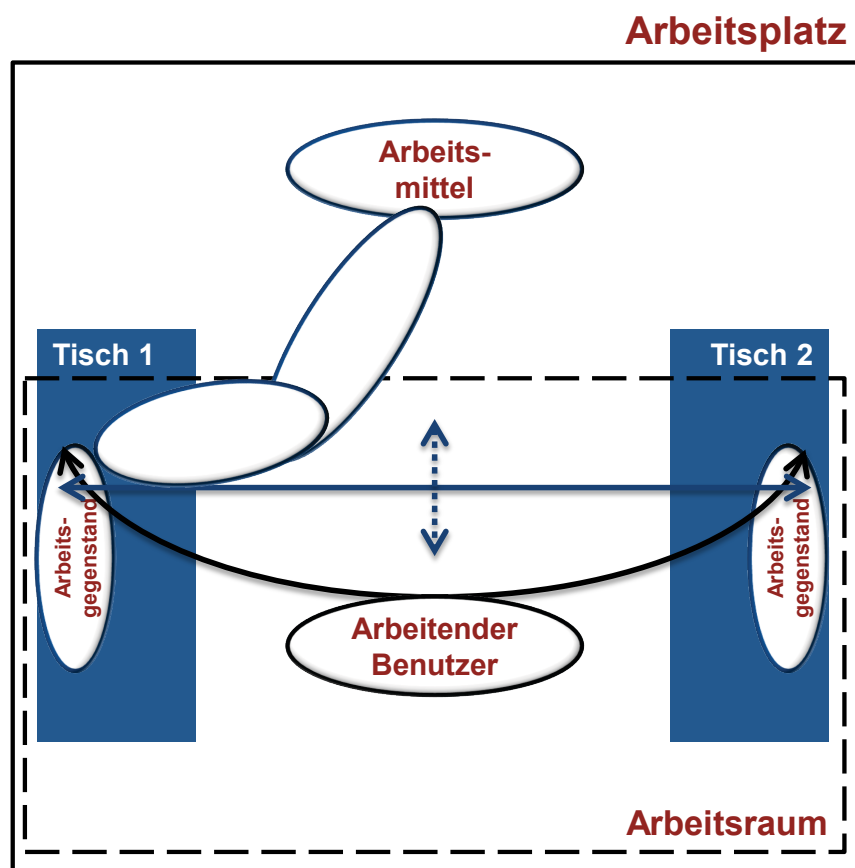 Arbeitsplatz
Arbeits-
mittel
Tisch 1
Tisch 2
Arbeits-
gegenstand
Arbeits-
gegenstand
Arbeitender
Benutzer
Arbeitsraum